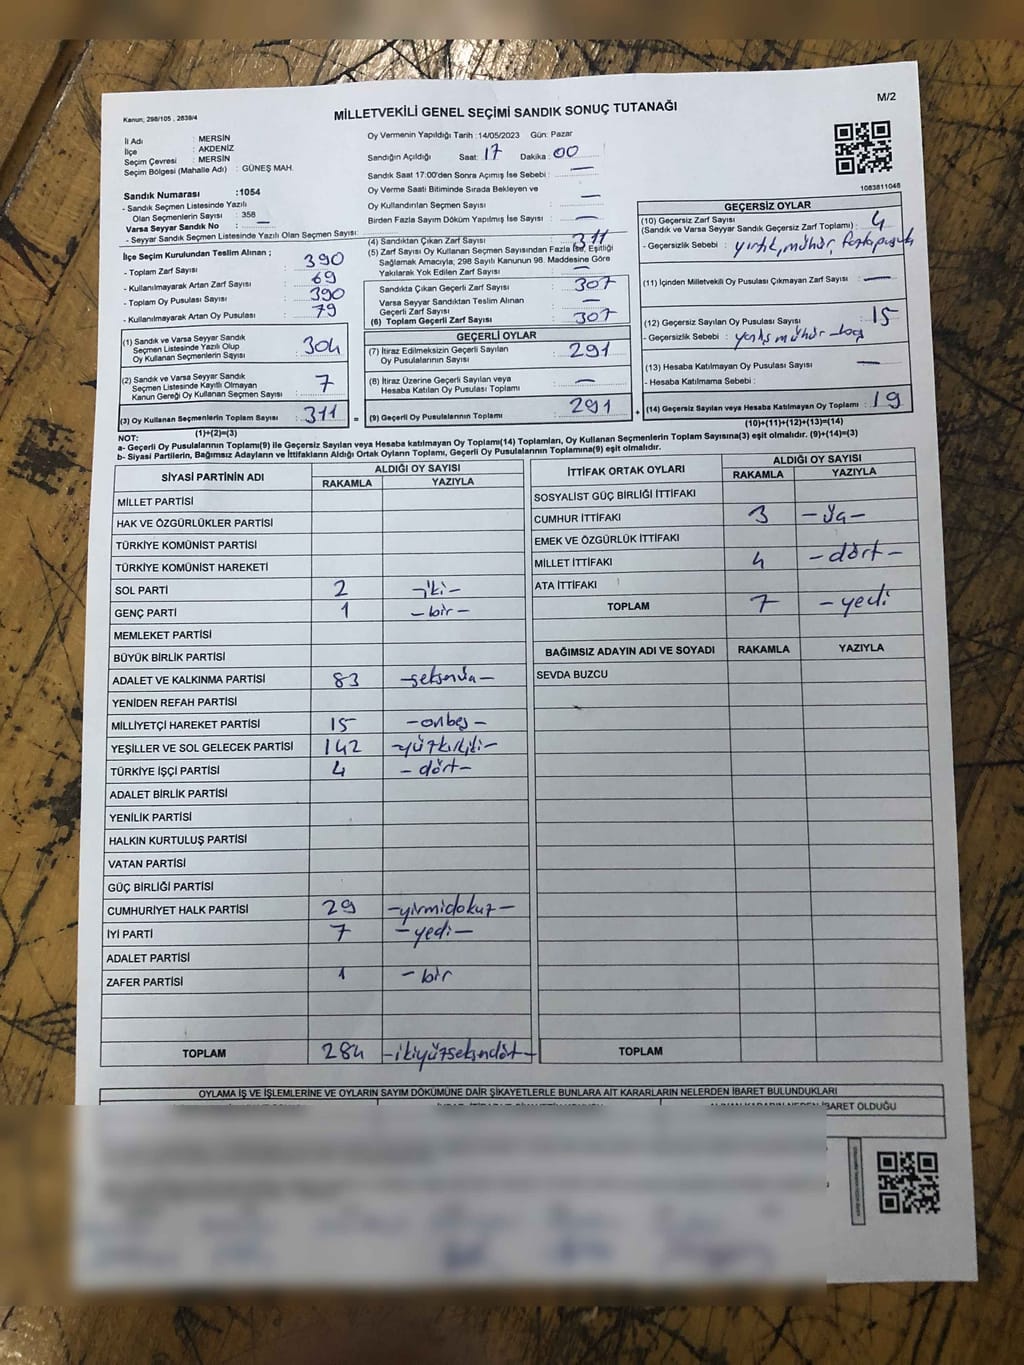 Kanun; 298/105 , 2839/4
MİLLETVEKİLİ GENEL SEÇİMİ SANDIK SONUÇ TUTANAĞI
M/2
İl Adı : MERSİN
İlçe : AKDENİZ
Seçim Çevresi : MERSİN
Seçim Bölgesi (Mahalle Adı) : GÜNEŞ MAH.
Sandık Numarası :1054
- Sandık Seçmen Listesinde Yazılı
Olan Seçmenlerin Sayısı : 358
Varsa Seyyar Sandık No : —
- Seyyar Sandık Seçmen Listesinde Yazılı Olan Seçmen Sayısı:
Oy Vermenin Yapıldığı Tarih : 14/05/2023 Gün: Pazar
Sandığın Açıldığı Saat: 17 Dakika: 00
Sandık Saat 17:00'den Sonra Açımış İse Sebebi : —
Oy Verme Saati Bitiminde Sırada Bekleyen ve
Oy Kullandırılan Seçmen Sayısı : —
Birden Fazla Sayım Döküm Yapılmış İse Sayısı : —
1083811048
İlçe Seçim Kurulundan Teslim Alınan ;
- Toplam Zarf Sayısı : 390
- Kullanılmayarak Artan Zarf Sayısı : 69
- Toplam Oy Pusulası Sayısı : 390
- Kullanılmayarak Artan Oy Pusulası : 79
(1) Sandık ve Varsa Seyyar Sandık
Seçmen Listesinde Yazılı Olup
Oy Kullanan Seçmenlerin Sayısı : 304
(2) Sandık ve Varsa Seyyar Sandık
Seçmen Listesinde Kayıtlı Olmayan
Kanun Gereği Oy Kullanan Seçmen Sayısı : 7
(3) Oy Kullanan Seçmenlerin Toplam Sayısı : 311
(1)+(2)=(3)
(4) Sandıktan Çıkan Zarf Sayısı : 311
(5) Zarf Sayısı Oy Kullanan Seçmen Sayısından Fazla İse, Eşitliği
Sağlamak Amacıyla, 298 Sayılı Kanunun 98. Maddesine Göre
Yakılarak Yok Edilen Zarf Sayısı : —
Sandıkta Çıkan Geçerli Zarf Sayısı : 307
Varsa Seyyar Sandıktan Teslim Alınan
Geçerli Zarf Sayısı : —
(6) Toplam Geçerli Zarf Sayısı : 307
GEÇERLİ OYLAR
(7) İtiraz Edilmeksizin Geçerli Sayılan
Oy Pusulalarının Sayısı : 291
(8) İtiraz Üzerine Geçerli Sayılan veya
Hesaba Katılan Oy Pusulası Toplamı : —
= (9) Geçerli Oy Pusulalarının Toplamı : 291
GEÇERSİZ OYLAR
(10) Geçersiz Zarf Sayısı
(Sandık ve Varsa Seyyar Sandık Geçersiz Zarf Toplamı) : 4
- Geçersizlik Sebebi : yırtık, mühür,
(11) İçinden Milletvekili Oy Pusulası Çıkmayan Zarf Sayısı : —
(12) Geçersiz Sayılan Oy Pusulası Sayısı : 15
- Geçersizlik Sebebi : mühür
(13) Hesaba Katılmayan Oy Pusulası Sayısı : —
- Hesaba Katılmama Sebebi :
+ (14) Geçersiz Sayılan veya Hesaba Katılmayan Oy Toplamı : 19
(10)+(11)+(12)+(13)=(14)
NOT:
a- Geçerli Oy Pusulalarının Toplamı(9) ile Geçersiz Sayılan veya Hesaba katılmayan Oy Toplamı(14) Toplamları, Oy Kullanan Seçmenlerin Toplam Sayısına(3) eşit olmalıdır. (9)+(14)=(3)
b- Siyasi Partilerin, Bağımsız Adayların ve İttifakların Aldığı Ortak Oyların Toplamı, Geçerli Oy Pusulalarının Toplamına(9) eşit olmalıdır.
SİYASİ PARTİNİN ADI ALDIĞI OY SAYISI
RAKAMLA YAZIYLA
MİLLET PARTİSİ
HAK VE ÖZGÜRLÜKLER PARTİSİ
TÜRKİYE KOMÜNİST PARTİSİ
TÜRKİYE KOMÜNİST HAREKETİ
SOL PARTİ 2 -iki-
GENÇ PARTİ 1 -bir-
MEMLEKET PARTİSİ
BÜYÜK BİRLİK PARTİSİ
ADALET VE KALKINMA PARTİSİ 83 -seksenüç-
YENİDEN REFAH PARTİSİ
MİLLİYETÇİ HAREKET PARTİSİ 15 -onbeş-
YEŞİLLER VE SOL GELECEK PARTİSİ 142 -yüzkırkiki-
TÜRKİYE İŞÇİ PARTİSİ 4 -dört-
ADALET BİRLİK PARTİSİ
YENİLİK PARTİSİ
HALKIN KURTULUŞ PARTİSİ
VATAN PARTİSİ
GÜÇ BİRLİĞİ PARTİSİ
CUMHURİYET HALK PARTİSİ 29 -yirmidokuz-
İYİ PARTİ 7 -yedi-
ADALET PARTİSİ
ZAFER PARTİSİ 1 -bir
TOPLAM 284 -ikiyüzseksendört-
İTTİFAK ORTAK OYLARI ALDIĞI OY SAYISI
RAKAMLA YAZIYLA
SOSYALİST GÜÇ BİRLİĞİ İTTİFAKI
CUMHUR İTTİFAKI 3 -üç-
EMEK VE ÖZGÜRLÜK İTTİFAKI
MİLLET İTTİFAKI 4 -dört-
ATA İTTİFAKI
TOPLAM 7 -yedi
BAĞIMSIZ ADAYIN ADI VE SOYADI RAKAMLA YAZIYLA
SEVDA BUZCU
TOPLAM
OYLAMA İŞ VE İŞLEMLERİNE VE OYLARIN SAYIM DÖKÜMÜNE DAİR ŞİKAYETLERLE BUNLARA AİT KARARLARIN NELERDEN İBARET BULUNDUKLARI
ALINAN KARARIN NEDEN İBARET OLDUĞU